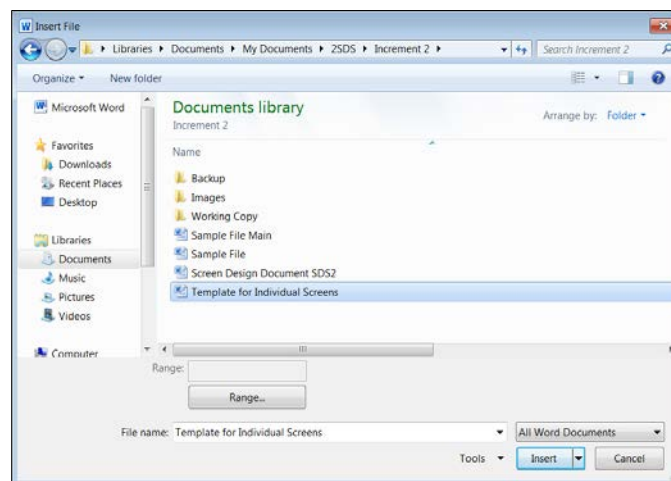 Insert File
Libraries Documents My Documents 2SDS Increment 2 Search Increment 2
Organize New folder
Microsoft Word
Favorites
Downloads
Recent Places
Desktop
Libraries
Documents
Music
Pictures
Videos
Computer
Documents library
Increment 2
Arrange by: Folder
Name
Backup
Images
Working Copy
Sample File Main
Sample File
Screen Design Document SDS2
Template for Individual Screens
Range:
Range...
File name: Template for Individual Screens All Word Documents
Tools Insert Cancel